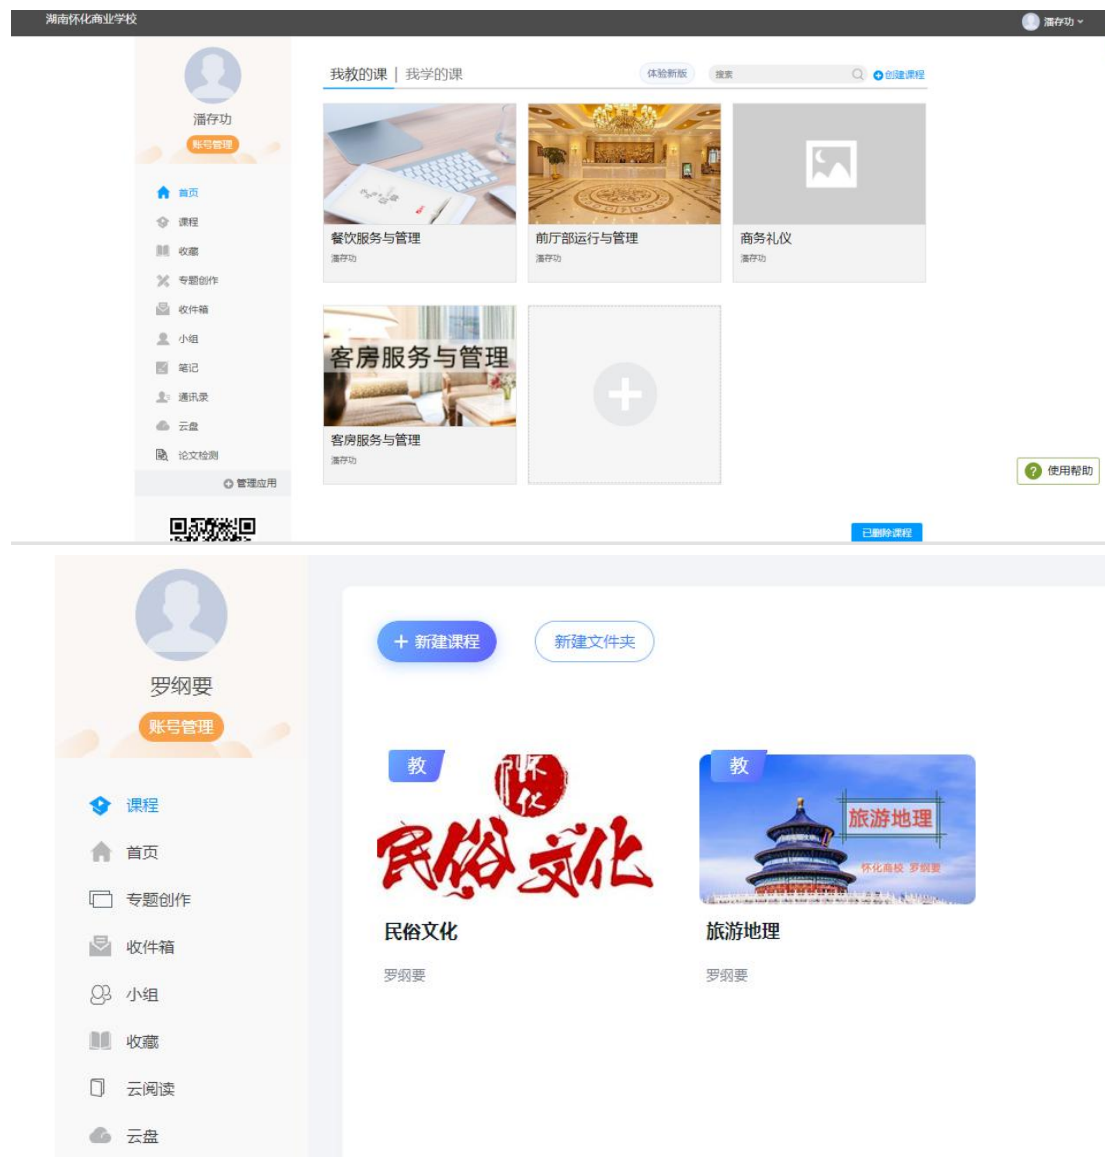 湖南怀化商业学校
潘存功
潘存功
账号管理
首页
课程
收藏
专题创作
收件箱
小组
笔记
通讯录
云盘
论文检测
管理应用
我教的课 | 我学的课
体验新版
搜索
创建课程
餐饮服务与管理
潘存功
前厅部运行与管理
潘存功
商务礼仪
潘存功
客房服务与管理
客房服务与管理
潘存功
使用帮助
已删除课程
罗纲要
账号管理
课程
首页
专题创作
收件箱
小组
收藏
云阅读
云盘
+ 新建课程
新建文件夹
教
怀化
民俗文化
民俗文化
罗纲要
教
旅游地理
怀化商校 罗纲要
旅游地理
罗纲要